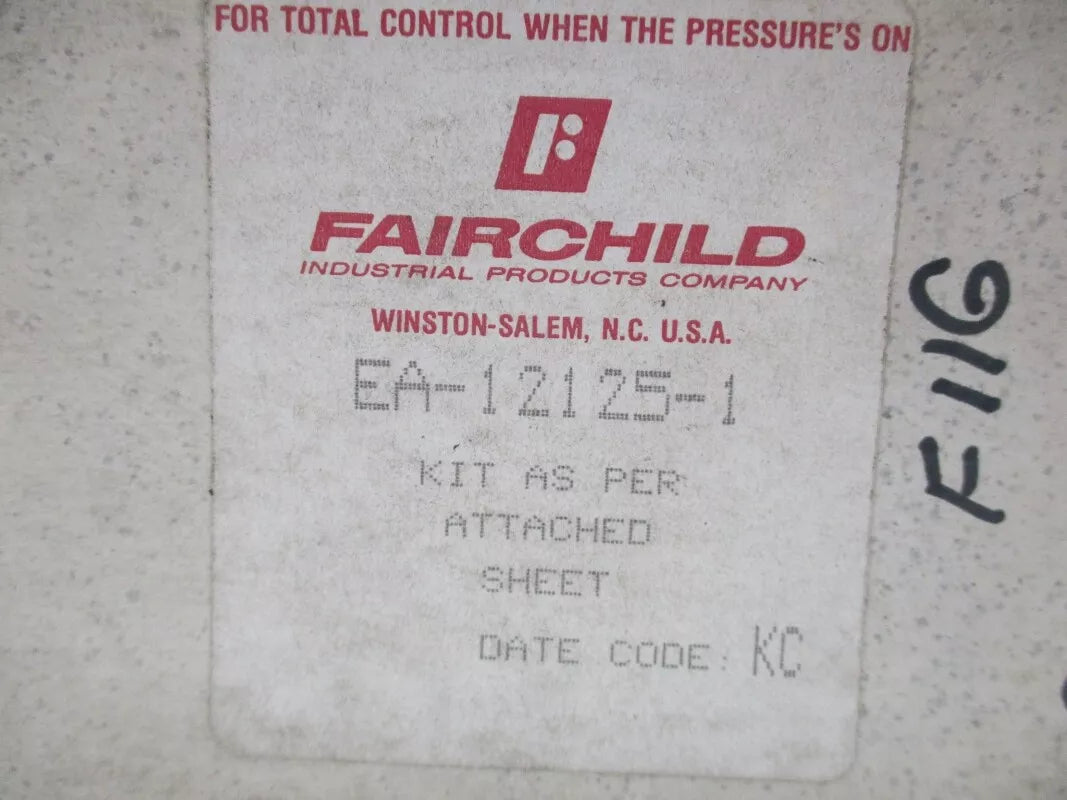 FOR TOTAL CONTROL WHEN THE PRESSURE'S ON
FAIRCHILD
INDUSTRIAL PRODUCTS COMPANY
WINSTON-SALEM, N.C. U.S.A.
EA-12125-1
KIT AS PER
ATTACHED
SHEET
DATE CODE: KC
F116